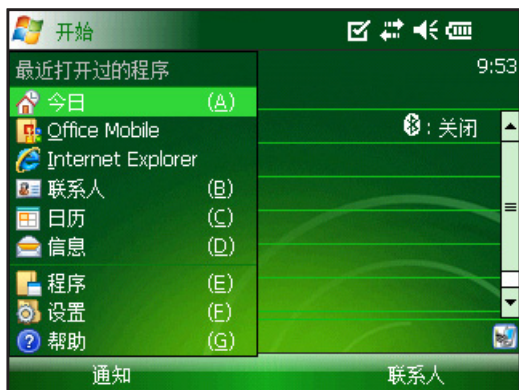 开始
9:53
最近打开过的程序
今日 (A)
Office Mobile
: 关闭
Internet Explorer
联系人 (B)
日历 (C)
信息 (D)
程序 (E)
设置 (F)
帮助 (G)
通知 联系人